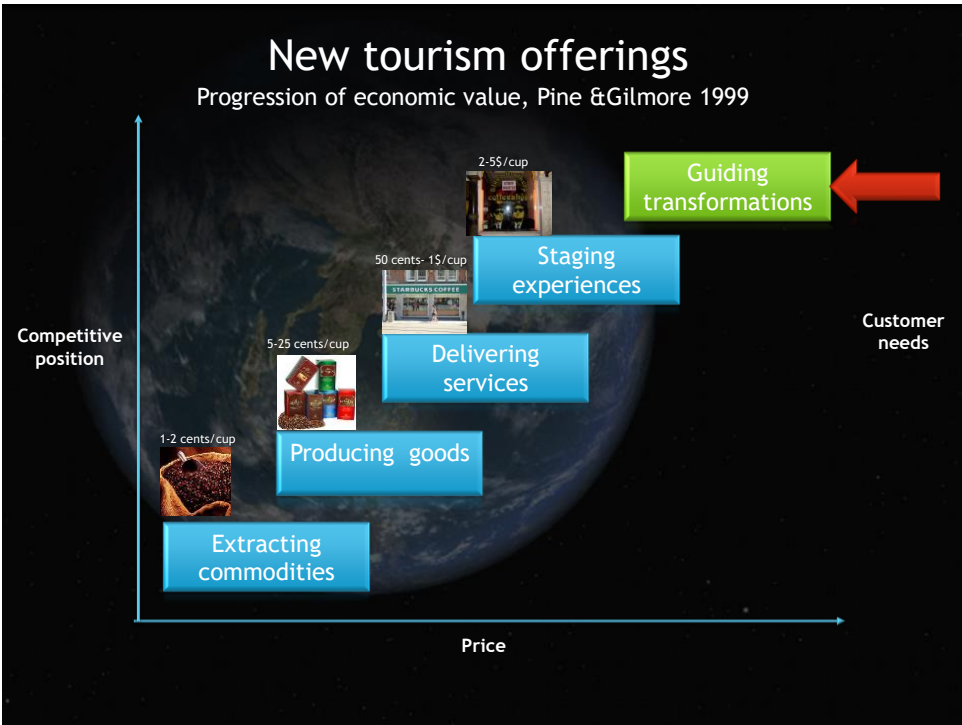 New tourism offerings
Progression of economic value, Pine &Gilmore 1999
2-5$/cup
Guiding
transformations
50 cents- 1$/cup
Staging
experiences
STARBUCKS COFFEE
Competitive
position
Customer
needs
5-25 cents/cup
Delivering
services
1-2 cents/cup
Producing goods
Extracting
commodities
Price